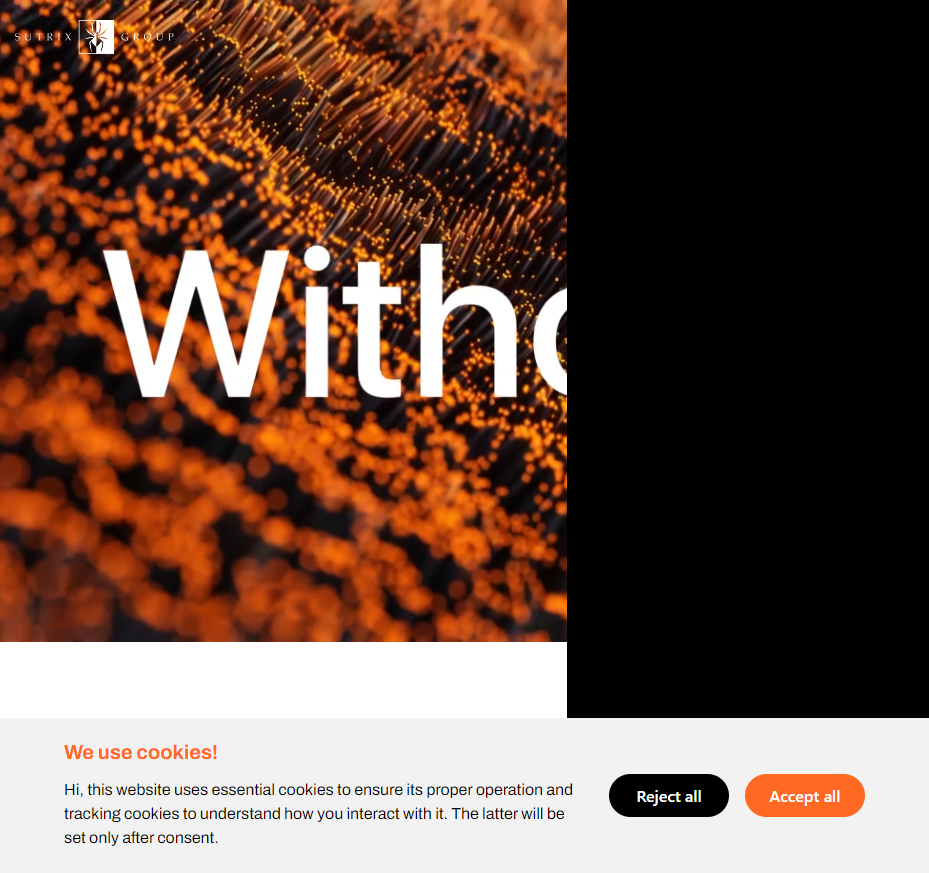 SUTRIX GROUP
We use cookies!
Hi, this website uses essential cookies to ensure its proper operation and
tracking cookies to understand how you interact with it. The latter will be
set only after consent.
Reject all
Accept all